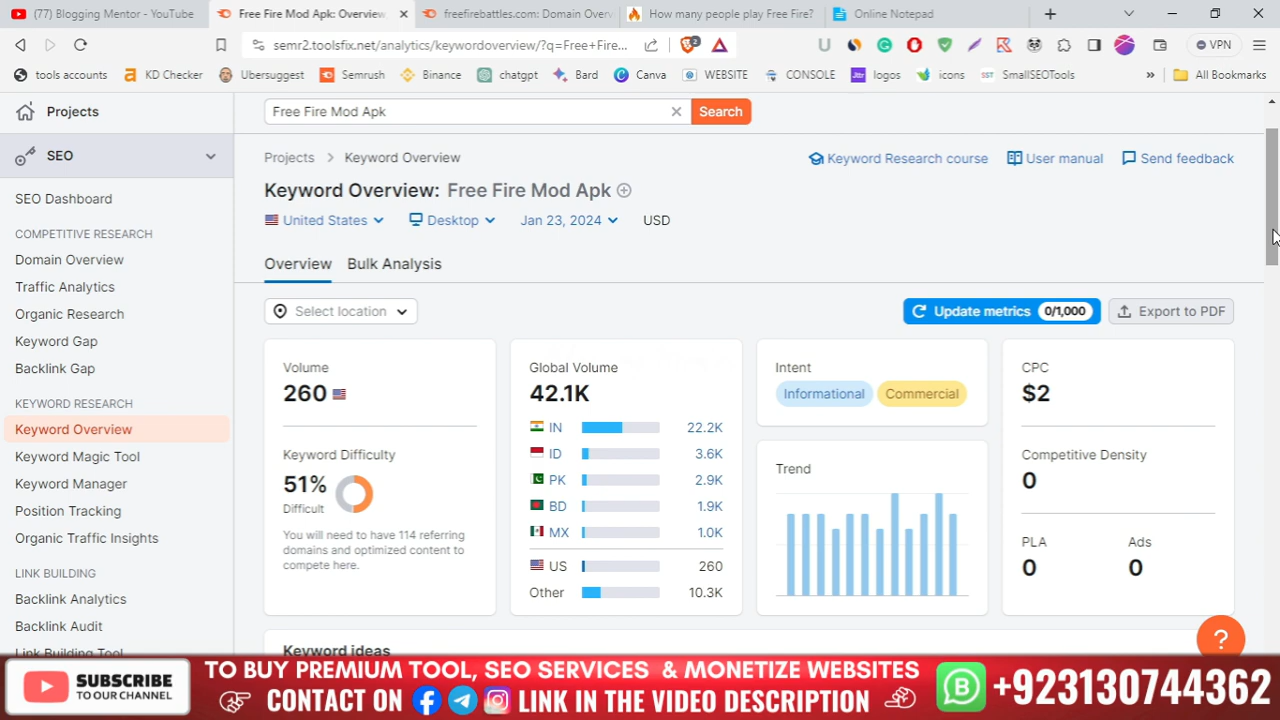 (77) Blogging Mentor - YouTube
Free Fire Mod Apk: Overview,
freefirebattles.com: Domain Overv
How many people play Free Fire?
Online Notepad
semr2.toolsfix.net/analytics/keywordoverview/?q=Free+Fire...
2
VPN
tools accounts
KD Checker
Ubersuggest
Semrush
Binance
chatgpt
Bard
Canva
WEBSITE
CONSOLE
logos
icons
SmallSEOTools
All Bookmarks
Projects
SEO
SEO Dashboard
COMPETITIVE RESEARCH
Domain Overview
Traffic Analytics
Organic Research
Keyword Gap
Backlink Gap
KEYWORD RESEARCH
Keyword Overview
Keyword Magic Tool
Keyword Manager
Position Tracking
Organic Traffic Insights
LINK BUILDING
Backlink Analytics
Backlink Audit
Link Building Tool
Free Fire Mod Apk
Search
Projects > Keyword Overview
Keyword Research course
User manual
Send feedback
Keyword Overview: Free Fire Mod Apk
United States
Desktop
Jan 23, 2024
USD
Overview
Bulk Analysis
Select location
Update metrics 0/1,000
Export to PDF
Volume
260
Keyword Difficulty
51%
Difficult
You will need to have 114 referring
domains and optimized content to
compete here.
Global Volume
42.1K
IN 22.2K
ID 3.6K
PK 2.9K
BD 1.9K
MX 1.0K
US 260
Other 10.3K
Intent
Informational
Commercial
Trend
CPC
$2
Competitive Density
0
PLA
0
Ads
0
Keyword ideas
?
SUBSCRIBE
TO OUR CHANNEL
TO BUY PREMIUM TOOL, SEO SERVICES & MONETIZE WEBSITES
CONTACT ON LINK IN THE VIDEO DESCRIPTION
B
+923130744362